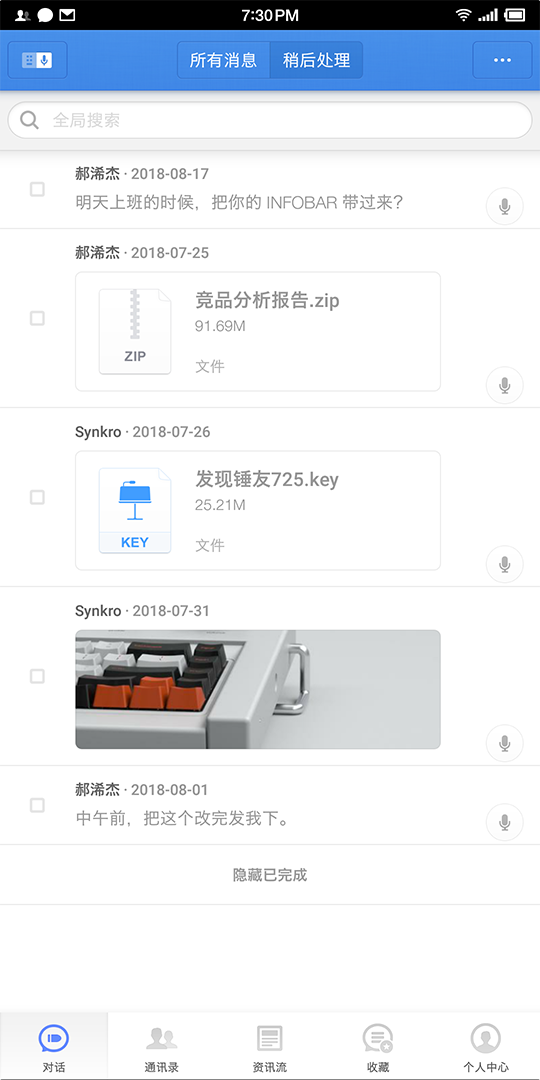 7:30 PM
所有消息
稍后处理
全局搜索
郝浠杰 · 2018-08-17
明天上班的时候，把你的 INFOBAR 带过来？
郝浠杰 · 2018-07-25
竞品分析报告.zip
91.69M
ZIP
文件
Synkro · 2018-07-26
发现锤友725.key
25.21M
KEY
文件
Synkro · 2018-07-31
郝浠杰 · 2018-08-01
中午前，把这个改完发我下。
隐藏已完成
对话
通讯录
资讯流
收藏
个人中心